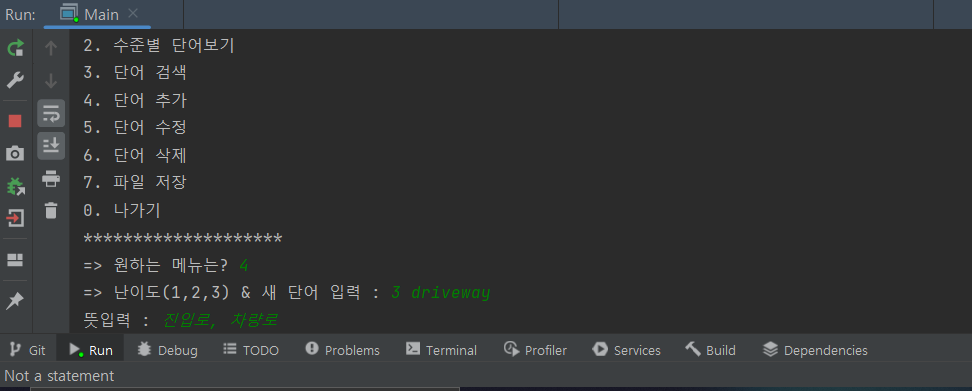 Run: Main
2. 수준별 단어보기
3. 단어 검색
4. 단어 추가
5. 단어 수정
6. 단어 삭제
7. 파일 저장
0. 나가기
********************
=> 원하는 메뉴는? 4
=> 난이도(1,2,3) & 새 단어 입력 : 3 driveway
뜻입력 : 진입로, 차량로
Git Run Debug TODO Problems Terminal Profiler Services Build Dependencies
Not a statement